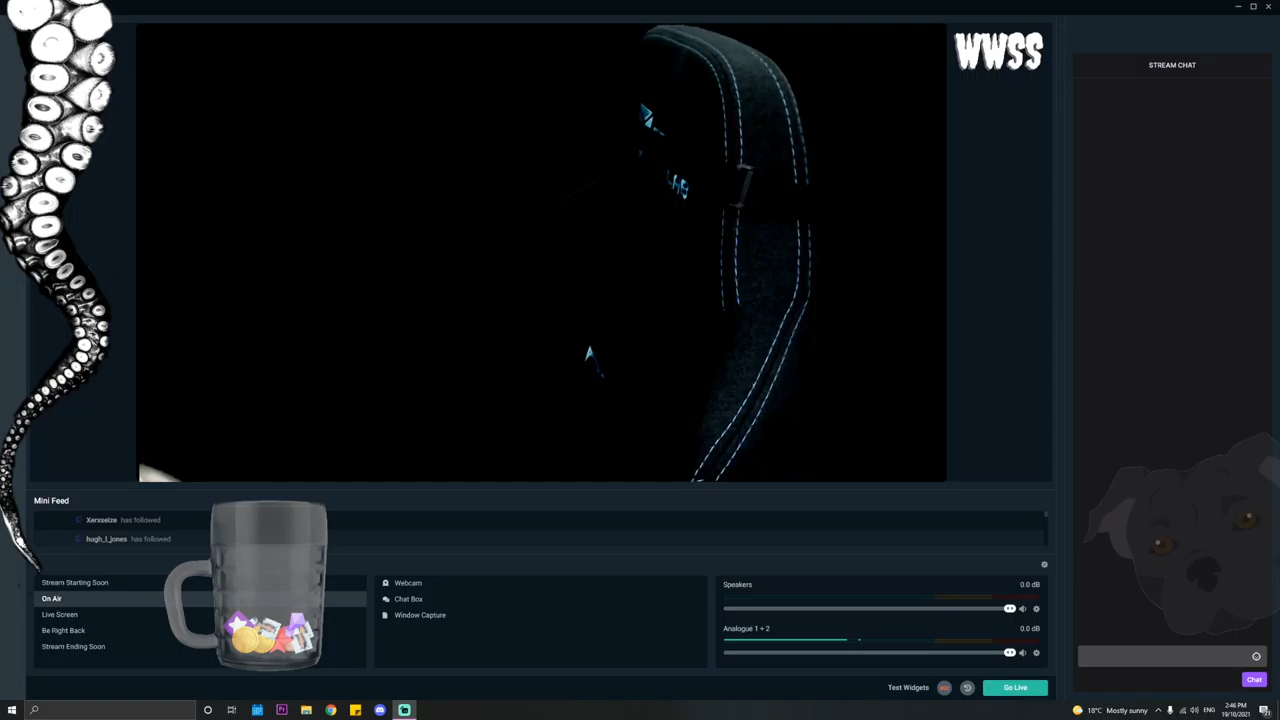 WWSS
STREAM CHAT
LAB
Mini Feed
Xerxseize has followed
hugh_l_jones has followed
Stream Starting Soon
On Air
Live Screen
Be Right Back
Stream Ending Soon
Webcam
Chat Box
Window Capture
Speakers 0.0 dB
Analogue 1 + 2 0.0 dB
Test Widgets REC Go Live
Chat
18°C Mostly sunny ENG 2:46 PM
19/10/2021